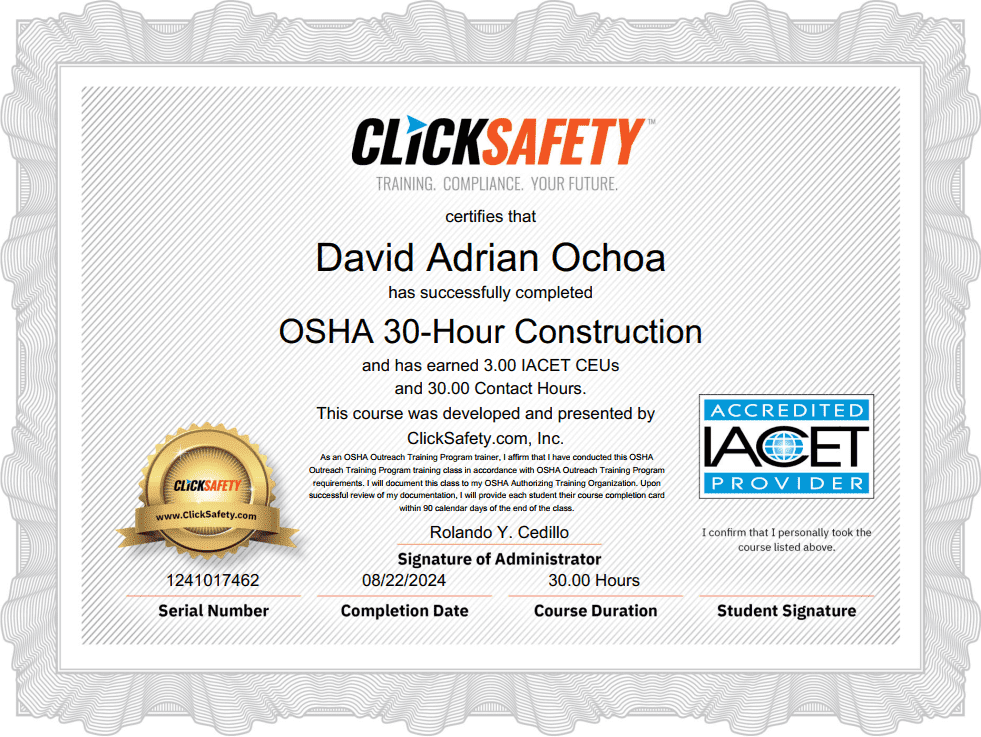 CLICKSAFETY™
TRAINING. COMPLIANCE. YOUR FUTURE.
certifies that
David Adrian Ochoa
has successfully completed
OSHA 30-Hour Construction
and has earned 3.00 IACET CEUs
and 30.00 Contact Hours.
This course was developed and presented by
ClickSafety.com, Inc.
As an OSHA Outreach Training Program trainer, I affirm that I have conducted this OSHA
Outreach Training Program training class in accordance with OSHA Outreach Training Program
requirements. I will document this class to my OSHA Authorizing Training Organization. Upon
successful review of my documentation, I will provide each student their course completion card
within 90 calendar days of the end of the class.
CLICKSAFETY
www.ClickSafety.com
ACCREDITED
IACET
PROVIDER
Rolando Y. Cedillo
Signature of Administrator
I confirm that I personally took the
course listed above.
1241017462
Serial Number
08/22/2024
Completion Date
30.00 Hours
Course Duration
Student Signature